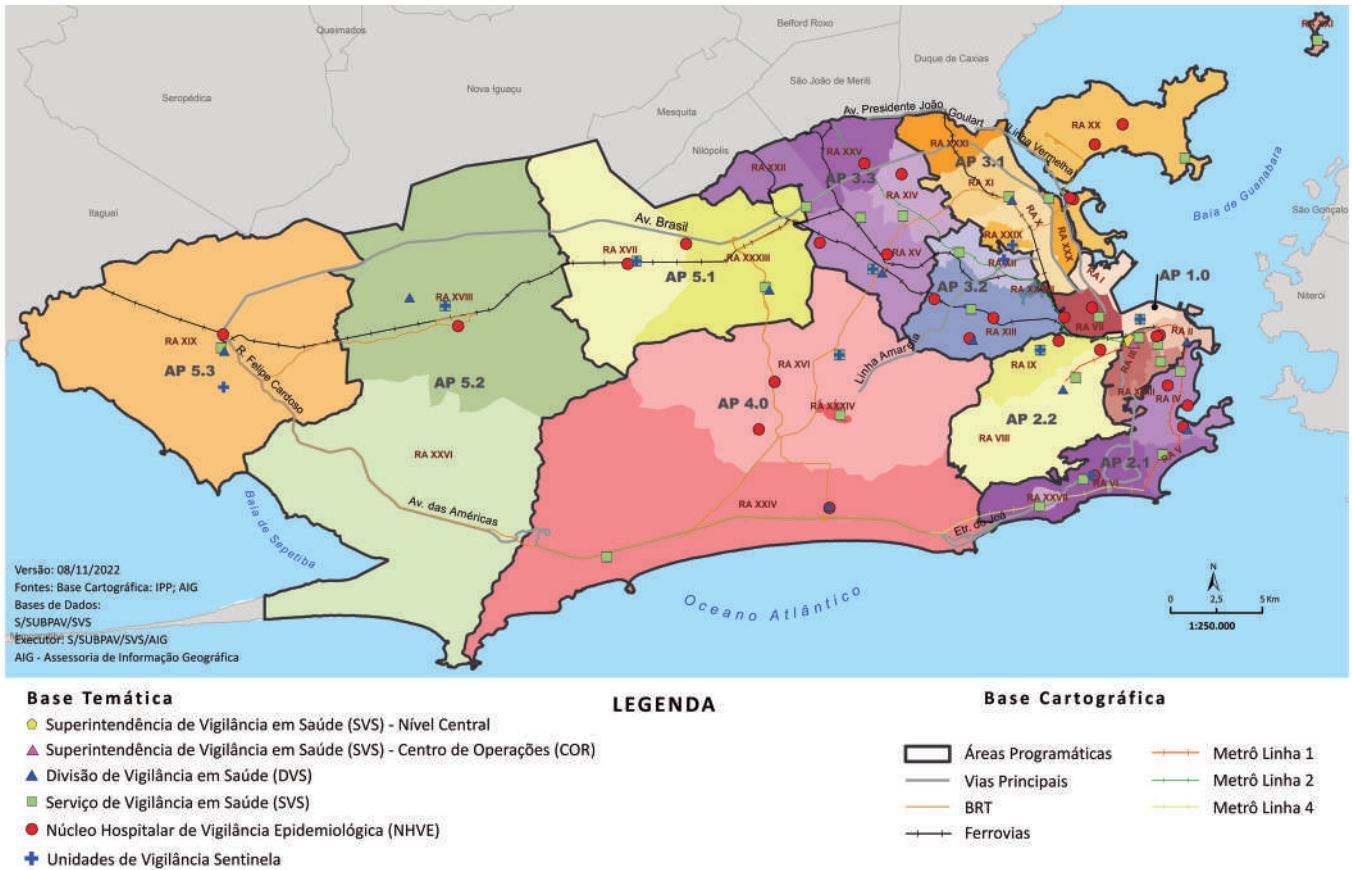 RA XXI
Belford Roxo
Queimados
Duque de Caxias
São João de Meriti
Nova Iguaçu
Seropédica
Mesquita
Av. Presidente João
Goulart
Linha Vermelha
RA XX
Nilópolis
RA XXV
RA XXXI
AP 3.1
RA XXII
AP 3.3
RA XI
RA XIV
Itaguaí
Baia de Guanabara
São Gonçalo
Av. Brasil
RA X
RA XXIX
RA XXX
RA XVII
RA XXXIII
RA XV
RA XII
RA I
AP 5.1
AP 3.2
AP 1.0
RA XVIII
Niterói
RA XIII
RA VII
RA II
RA XIX
R. Felipe Cardoso
Linha Amarela
RA III
AP 5.3
RA XVI
RA IX
AP 5.2
RA XXIII
RA IV
AP 4.0
RA XXXIV
AP 2.2
RA VIII
RA V
RA XXVI
AP 2.1
RA VI
RA XXVII
Baia de Sepetiba
Av. das Américas
RA XXIV
Etr. do Joá
Oceano Atlântico
N
0 2,5 5 Km
1:250.000
Versão: 08/11/2022
Fontes: Base Cartográfica: IPP; AIG
Bases de Dados:
S/SUBPAV/SVS
Executor: S/SUBPAV/SVS/AIG
AIG - Assessoria de Informação Geográfica
LEGENDA
Base Temática
Superintendência de Vigilância em Saúde (SVS) - Nível Central
Superintendência de Vigilância em Saúde (SVS) - Centro de Operações (COR)
Divisão de Vigilância em Saúde (DVS)
Serviço de Vigilância em Saúde (SVS)
Núcleo Hospitalar de Vigilância Epidemiológica (NHVE)
Unidades de Vigilância Sentinela
Base Cartográfica
Áreas Programáticas
Vias Principais
BRT
Ferrovias
Metrô Linha 1
Metrô Linha 2
Metrô Linha 4